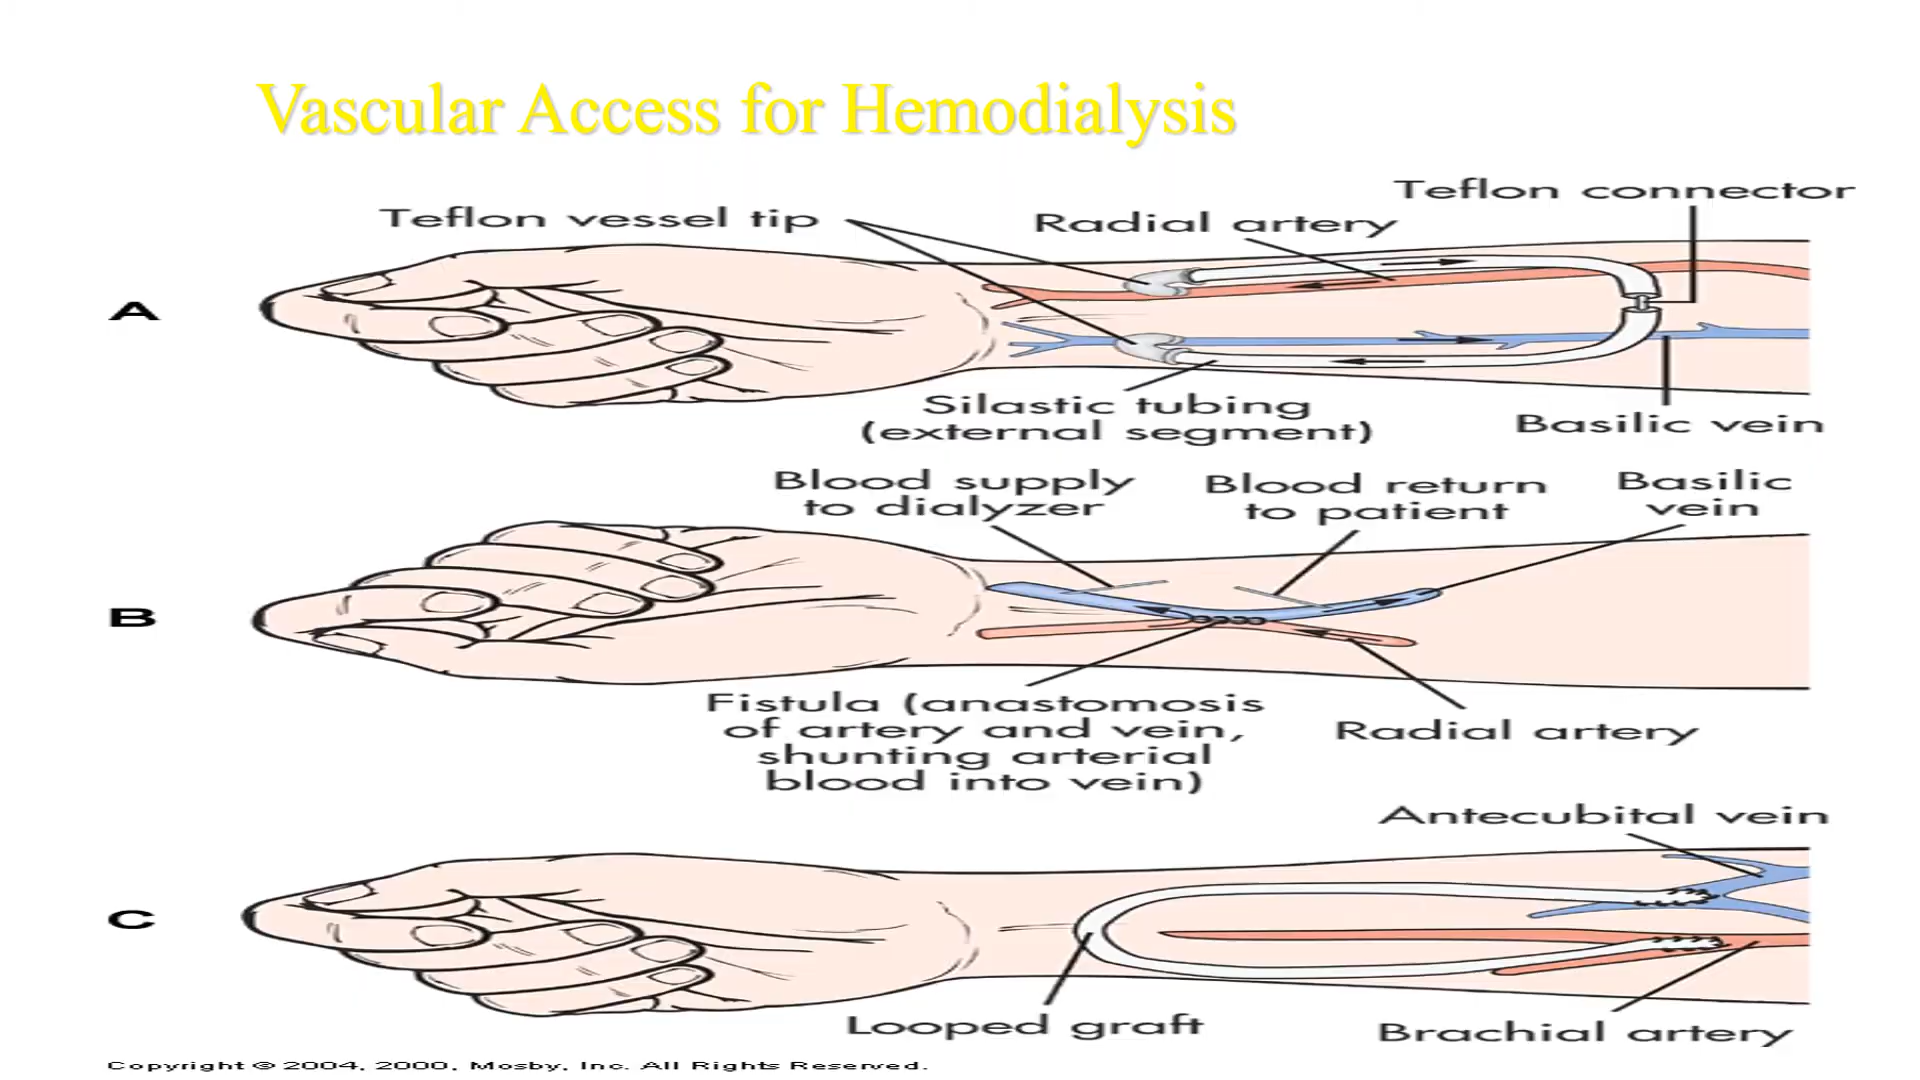 Vascular Access for Hemodialysis
Teflon connector
Teflon vessel tip
Radial artery
A
Silastic tubing
(external segment)
Basilic vein
Blood supply
to dialyzer
Blood return
to patient
Basilic
vein
B
Fistula (anastomosis
of artery and vein,
shunting arterial
blood into vein)
Radial artery
Antecubital vein
C
Looped graft
Brachial artery
Copyright © 2004, 2000, Mosby, Inc. All Rights Reserved.